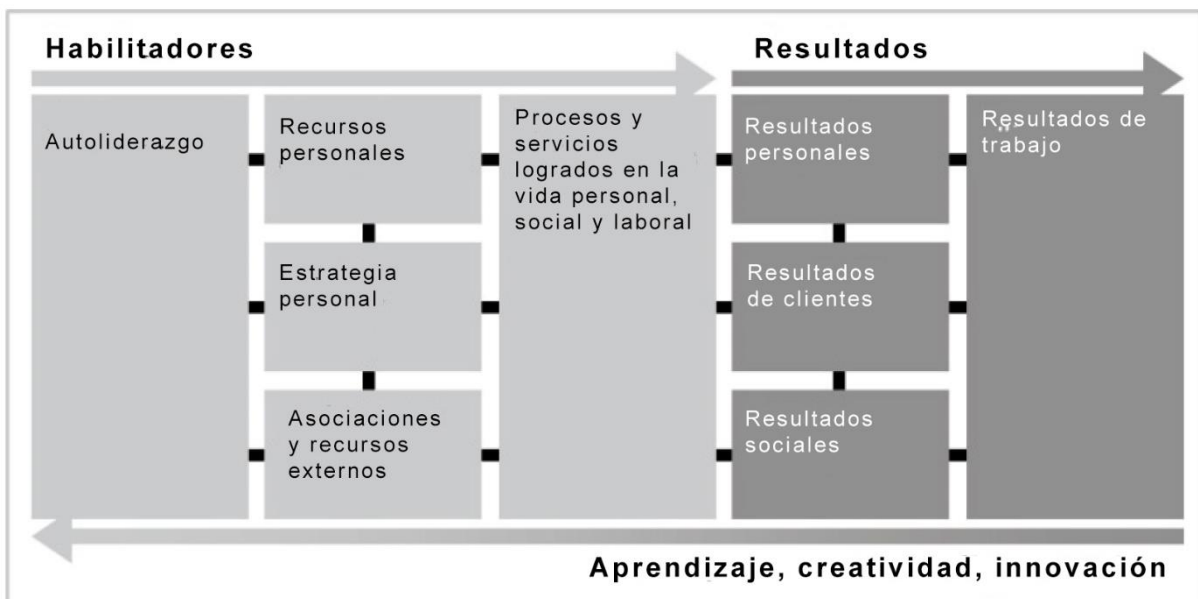 Habilitadores
Resultados
Autoliderazgo
Recursos
personales
Estrategia
personal
Asociaciones
y recursos
externos
Procesos y
servicios
logrados en la
vida personal,
social y laboral
Resultados
personales
Resultados
de clientes
Resultados
sociales
Resultados de
trabajo
Aprendizaje, creatividad, innovación